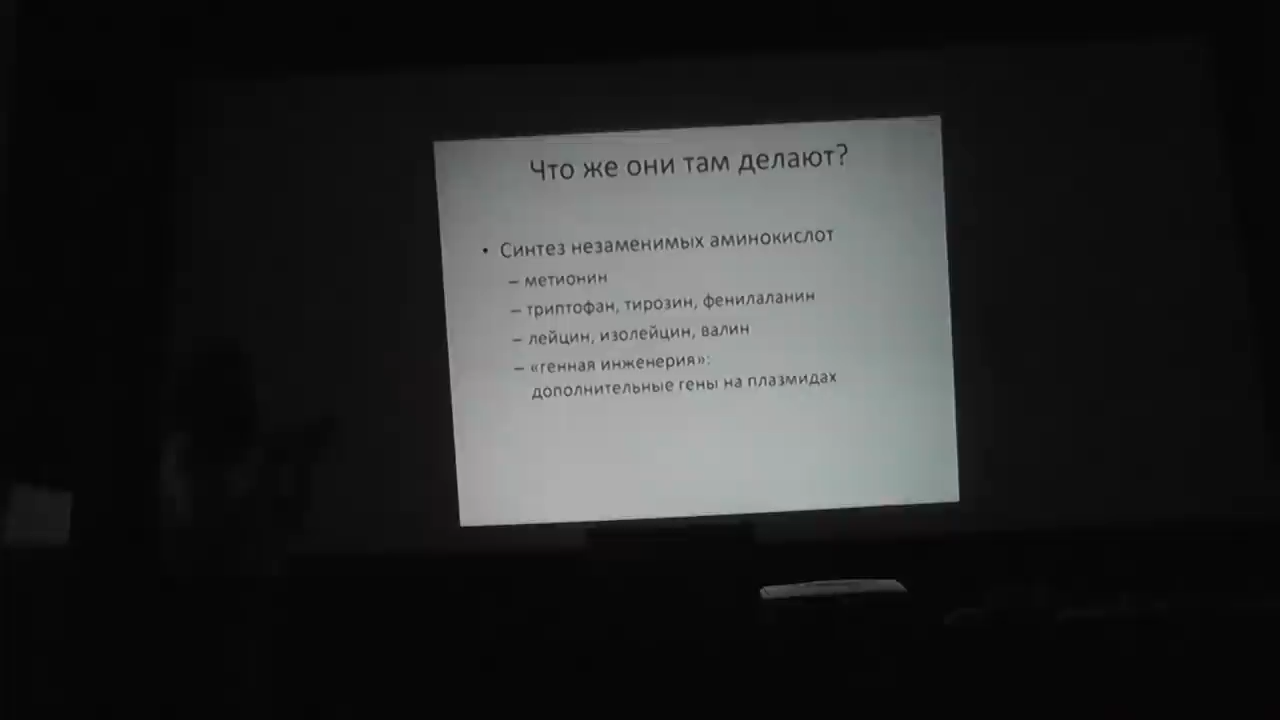 Что же они там делают?
• Синтез незаменимых аминокислот
– метионин
– триптофан, тирозин, фенилаланин
– лейцин, изолейцин, валин
– «генная инженерия»:
дополнительные гены на плазмидах